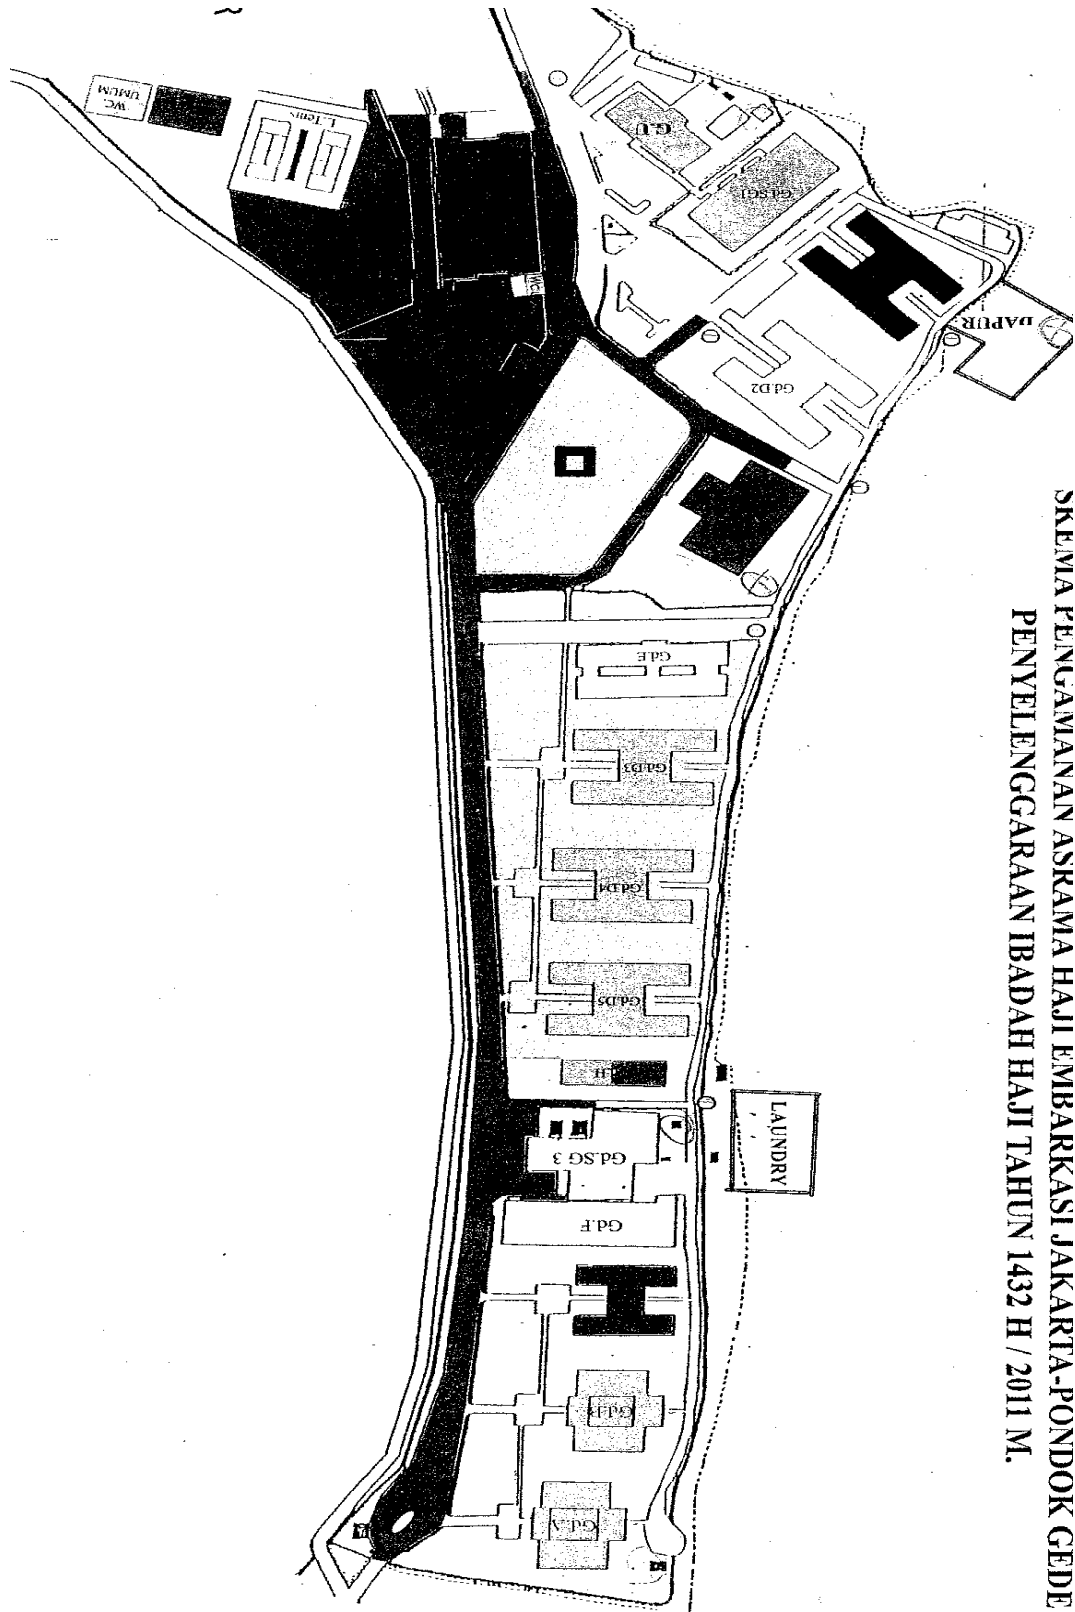 SKEMA PENGAMANAN ASRAMA HAJI EMBARKASI JAKARTA-PONDOK GEDE
PENYELENGGARAAN IBADAH HAJI TAHUN 1432 H / 2011 M.
WC
UMUM
G.U
Gd.SG1
DAPUR
Gd.D2
Gd.E
Gd.D3
Gd.D4
Gd.D5
H
LAUNDRY
Gd.SG 3
Gd.F
Gd.A